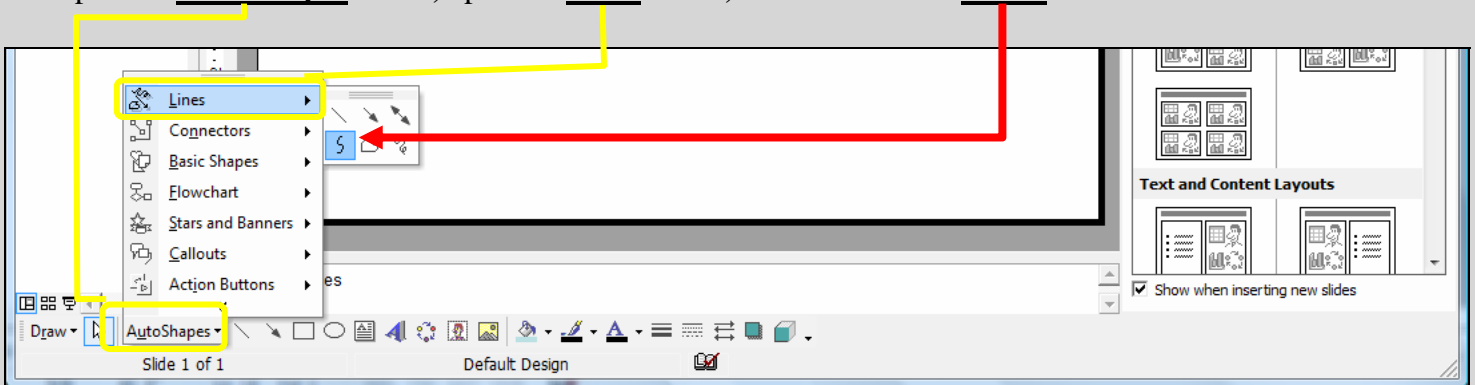 Lines
Connectors
Basic Shapes
Flowchart
Stars and Banners
Callouts
Action Buttons
es
Text and Content Layouts
Show when inserting new slides
Draw
AutoShapes
Slide 1 of 1
Default Design